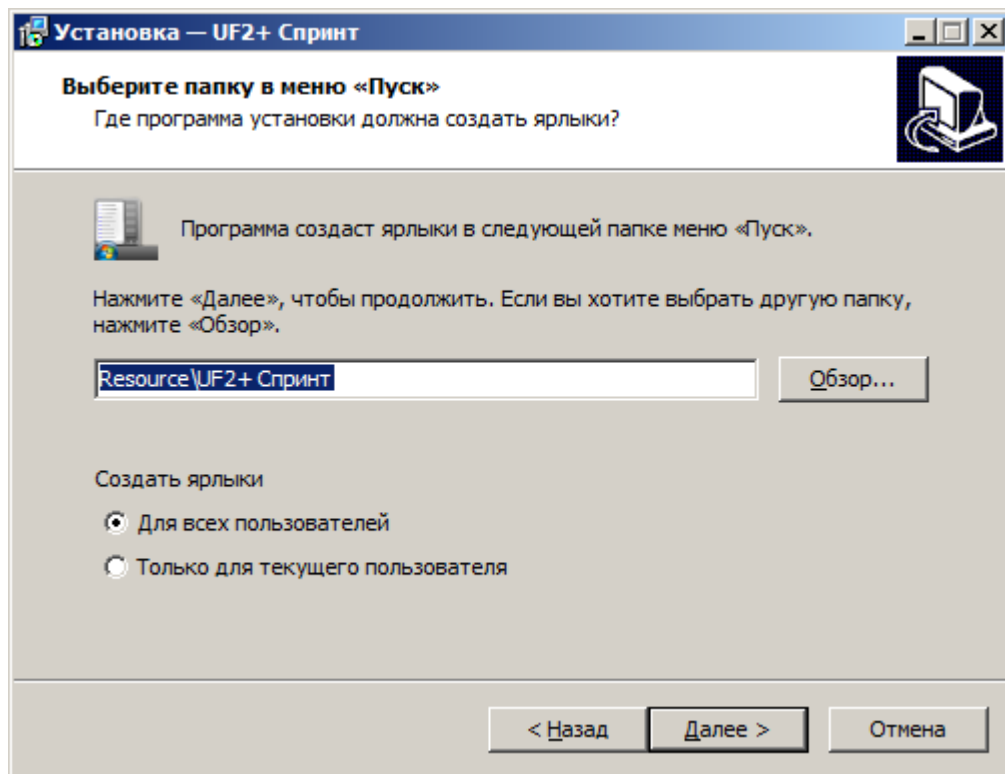 Установка — UF2+ Спринт
Выберите папку в меню «Пуск»
Где программа установки должна создать ярлыки?
Программа создаст ярлыки в следующей папке меню «Пуск».
Нажмите «Далее», чтобы продолжить. Если вы хотите выбрать другую папку,
нажмите «Обзор».
Resource\UF2+ Спринт
Обзор...
Создать ярлыки
Для всех пользователей
Только для текущего пользователя
< Назад
Далее >
Отмена